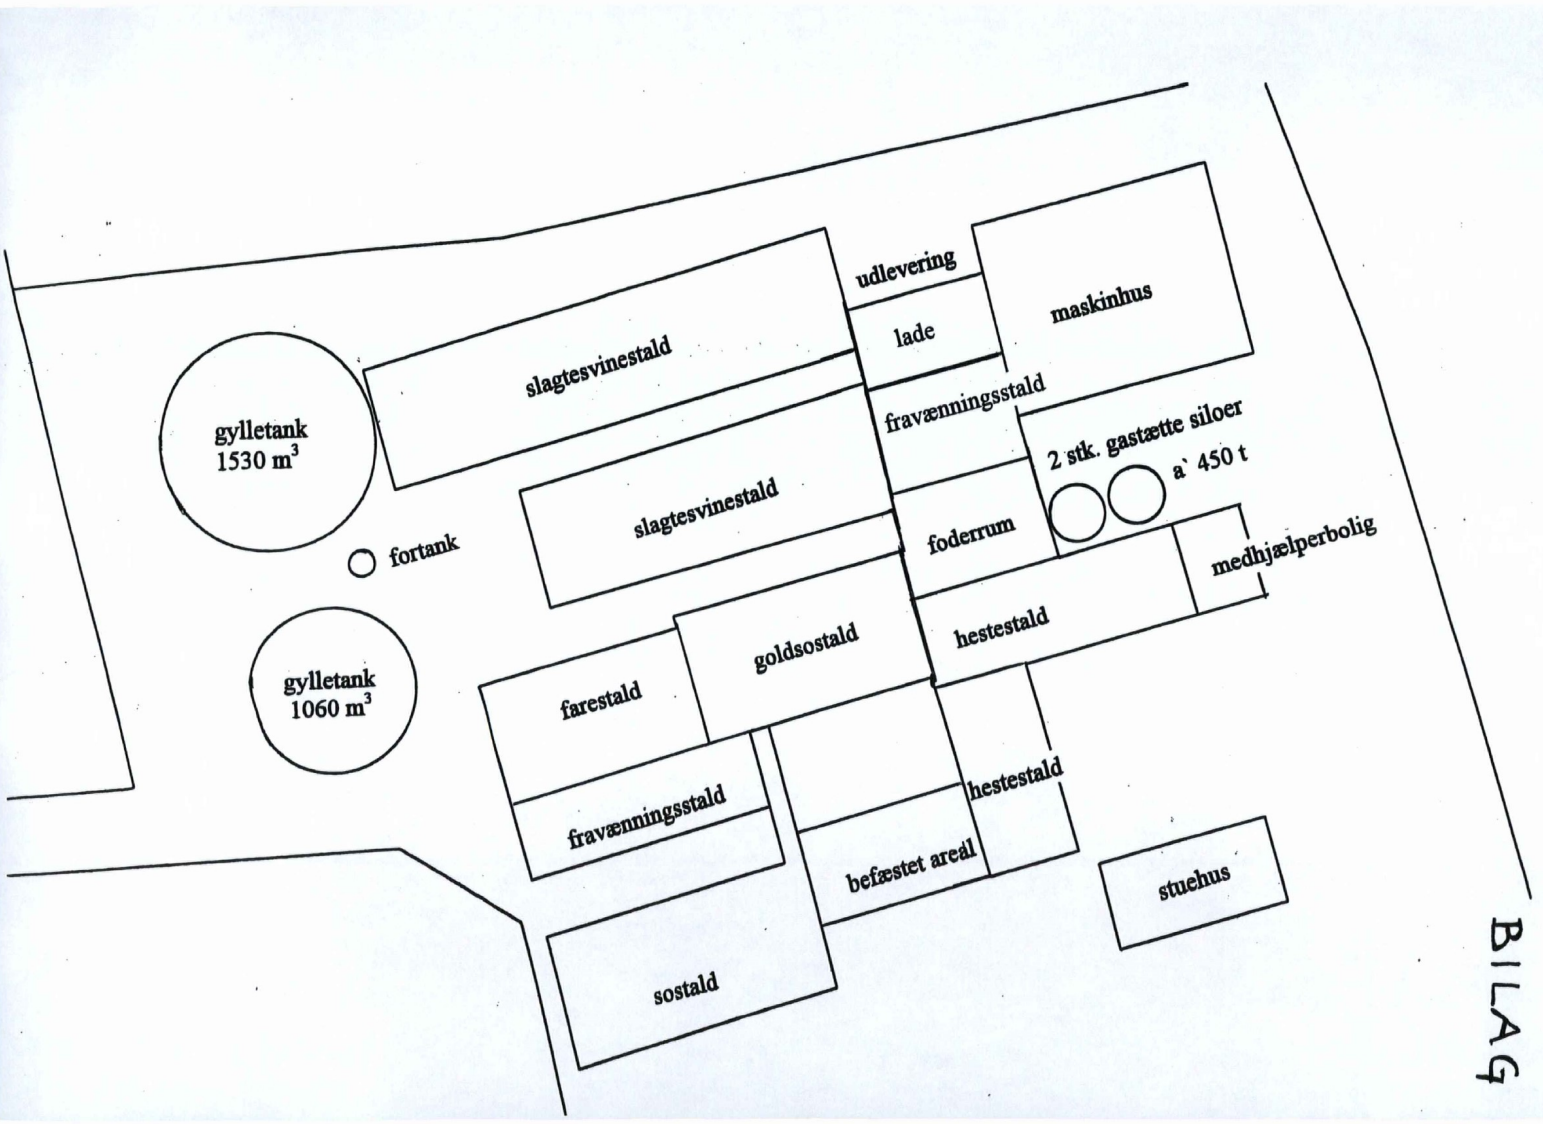 udlevering
maskinhus
lade
slagtesvinestald
fravænningsstald
2 stk. gastætte siloer
a` 450 t
gylletank
1530 m³
slagtesvinestald
foderrum
medhjælperbolig
fortank
hestestald
goldsostald
farestald
gylletank
1060 m³
hestestald
fravænningsstald
befæstet areal
stuehus
sostald
BILAG